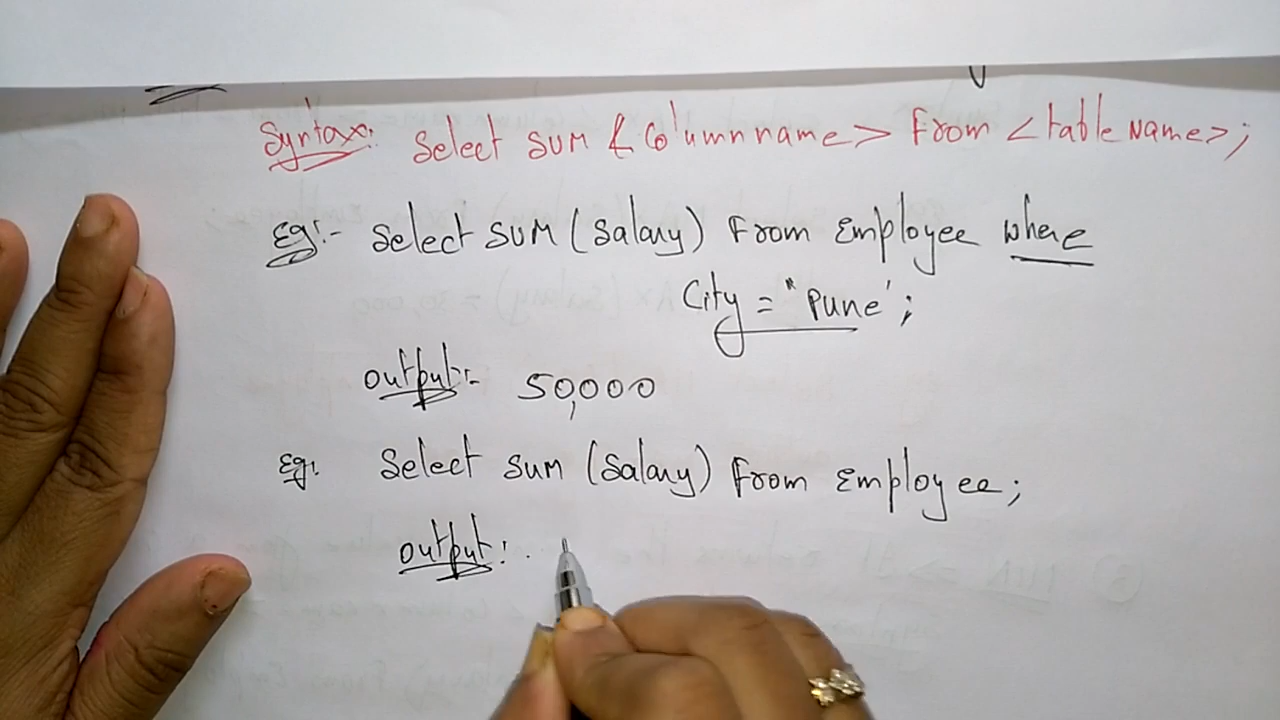 Syntax: Select SUM <Columnname> From <table Name>;
Eg:- Select SUM (Salary) From Employee where
City = "Pune';
output:- 50,000
Eg: Select sum (Salary) From Employee;
output: